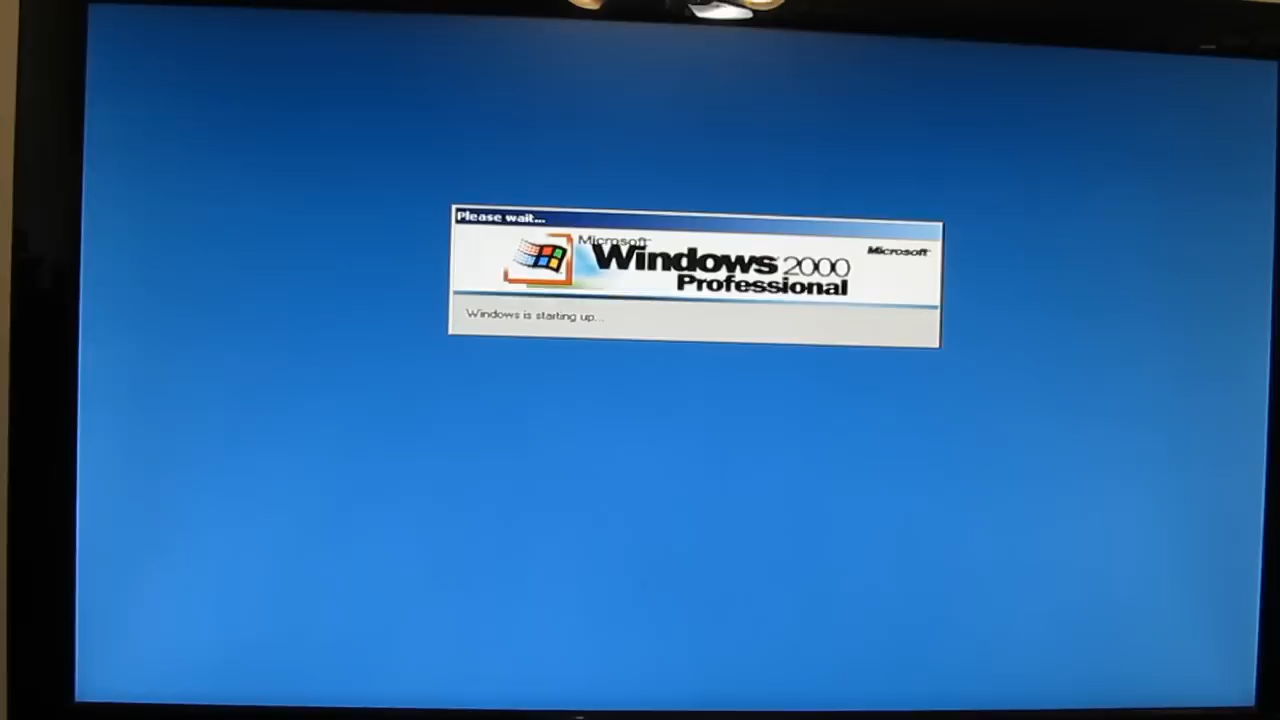 Please wait...
Microsoft
Windows 2000
Professional
Microsoft
Windows is starting up...